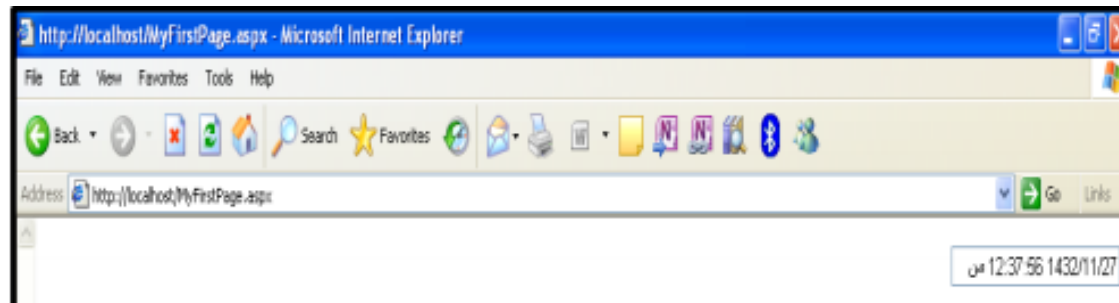 http://localhost/MyFirstPage.aspx - Microsoft Internet Explorer
File Edit View Favorites Tools Help
Back Search Favorites
Address http://localhost/MyFirstPage.aspx Go Links
12:37:56 1432/11/27 ص